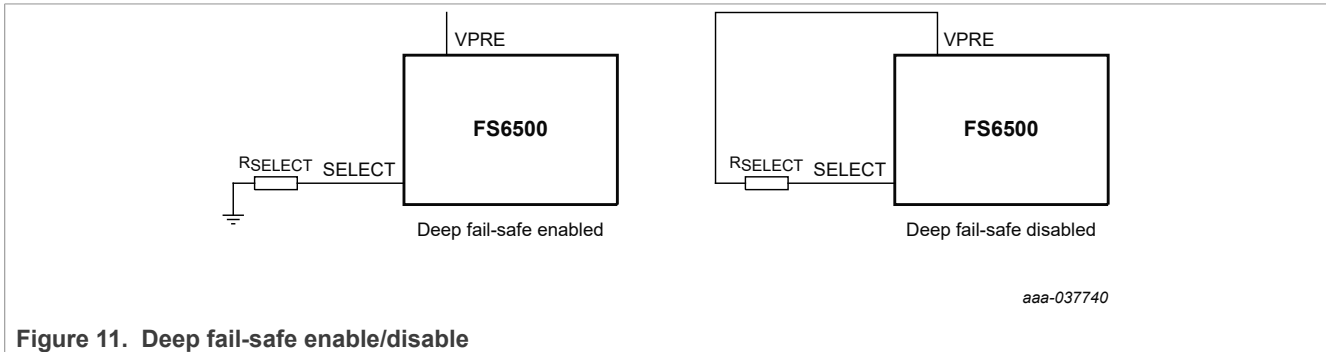 VPRE
FS6500
RSELECT SELECT
Deep fail-safe enabled
VPRE
FS6500
RSELECT SELECT
Deep fail-safe disabled
aaa-037740
Figure 11. Deep fail-safe enable/disable